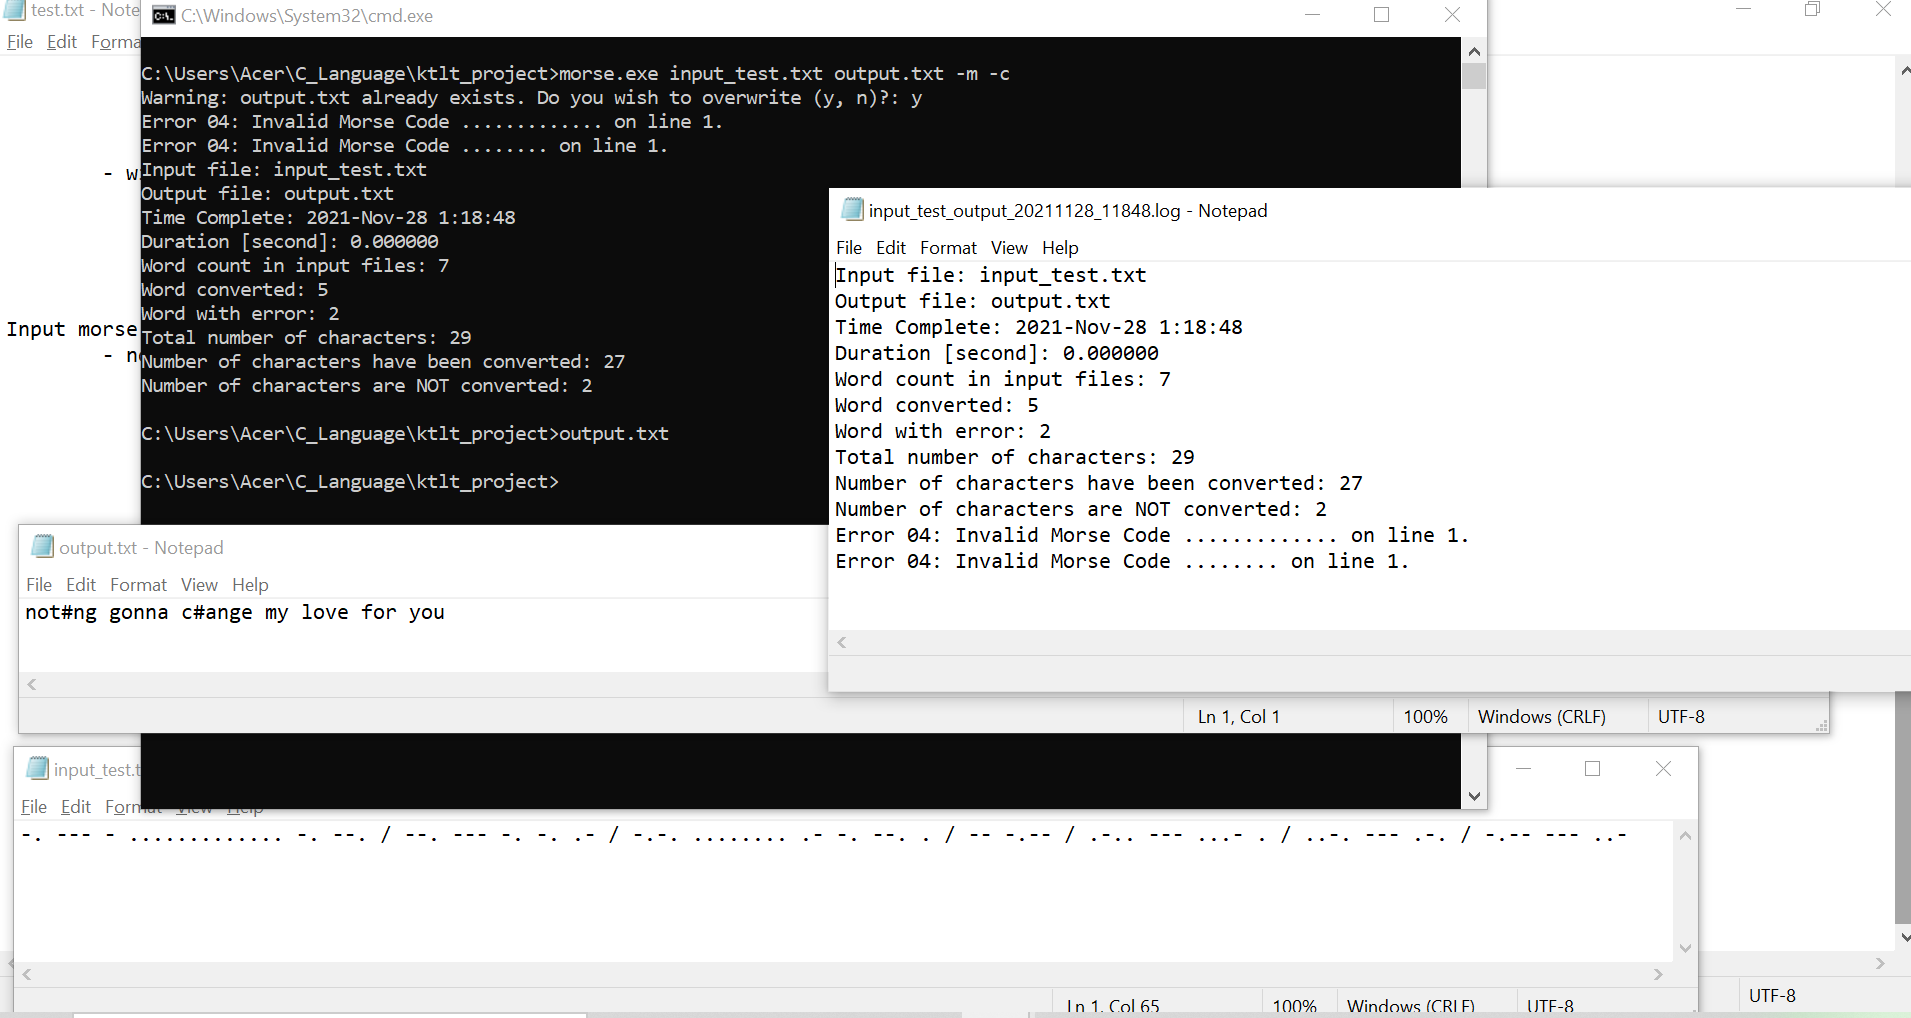 test.txt - Note
File Edit Forma
- w
Input morse
- n
C:\Windows\System32\cmd.exe
C:\Users\Acer\C_Language\ktlt_project>morse.exe input_test.txt output.txt -m -c
Warning: output.txt already exists. Do you wish to overwrite (y, n)?: y
Error 04: Invalid Morse Code ............. on line 1.
Error 04: Invalid Morse Code ........ on line 1.
Input file: input_test.txt
Output file: output.txt
Time Complete: 2021-Nov-28 1:18:48
Duration [second]: 0.000000
Word count in input files: 7
Word converted: 5
Word with error: 2
Total number of characters: 29
Number of characters have been converted: 27
Number of characters are NOT converted: 2
C:\Users\Acer\C_Language\ktlt_project>output.txt
C:\Users\Acer\C_Language\ktlt_project>
input_test_output_20211128_11848.log - Notepad
File Edit Format View Help
Input file: input_test.txt
Output file: output.txt
Time Complete: 2021-Nov-28 1:18:48
Duration [second]: 0.000000
Word count in input files: 7
Word converted: 5
Word with error: 2
Total number of characters: 29
Number of characters have been converted: 27
Number of characters are NOT converted: 2
Error 04: Invalid Morse Code ............. on line 1.
Error 04: Invalid Morse Code ........ on line 1.
output.txt - Notepad
File Edit Format View Help
not#ng gonna c#ange my love for you
Ln 1, Col 1 100% Windows (CRLF) UTF-8
input_test.t
File Edit Format View Help
-. --- - ............. -. --. / --. --- -. -. .- / -.-. ........ .- -. --. . / -- -.-- / .-.. --- ...- . / ..-. --- .-. / -.-- --- ..-
Ln 1, Col 65 100% Windows (CRLF) UTF-8
UTF-8